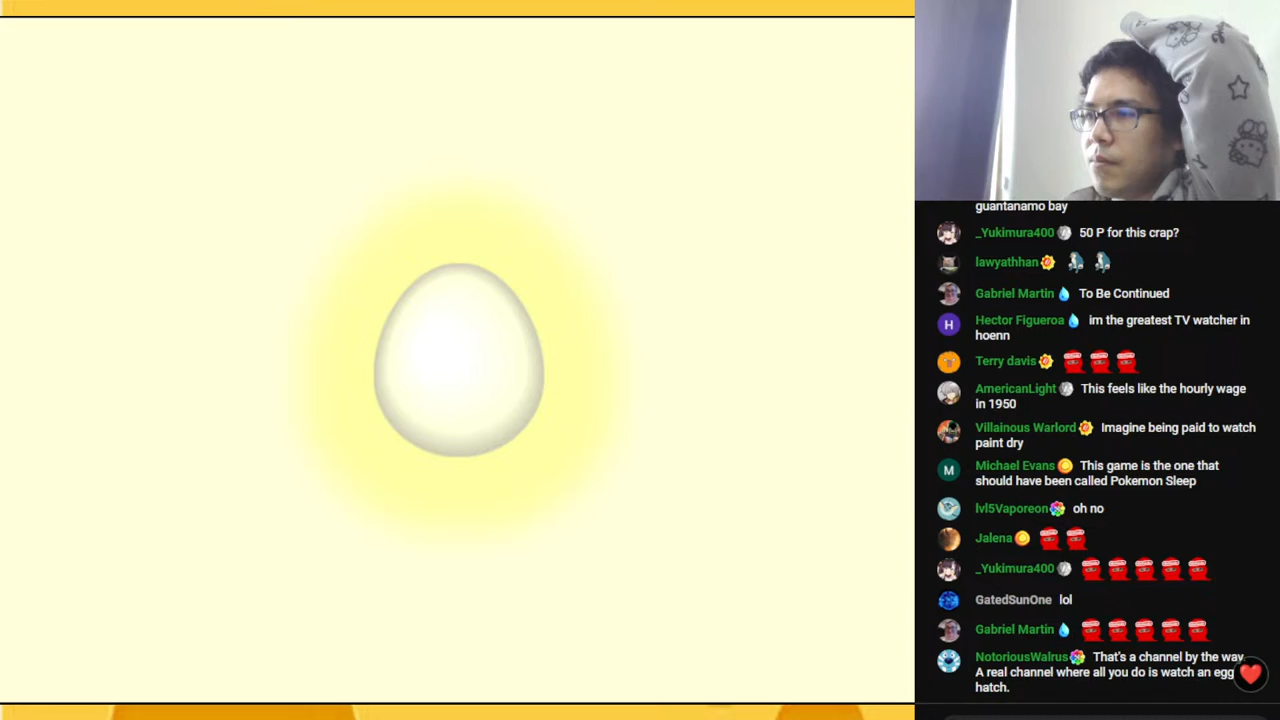 guantanamo bay
_Yukimura400 50 P for this crap?
lawyathhan
Gabriel Martin To Be Continued
H Hector Figueroa im the greatest TV watcher in
hoenn
Terry davis
AmericanLight This feels like the hourly wage
in 1950
Villainous Warlord Imagine being paid to watch
paint dry
M Michael Evans This game is the one that
should have been called Pokemon Sleep
lvl5Vaporeon oh no
Jalena
_Yukimura400
GatedSunOne lol
Gabriel Martin
NotoriousWalrus That's a channel by the way.
A real channel where all you do is watch an egg
hatch.